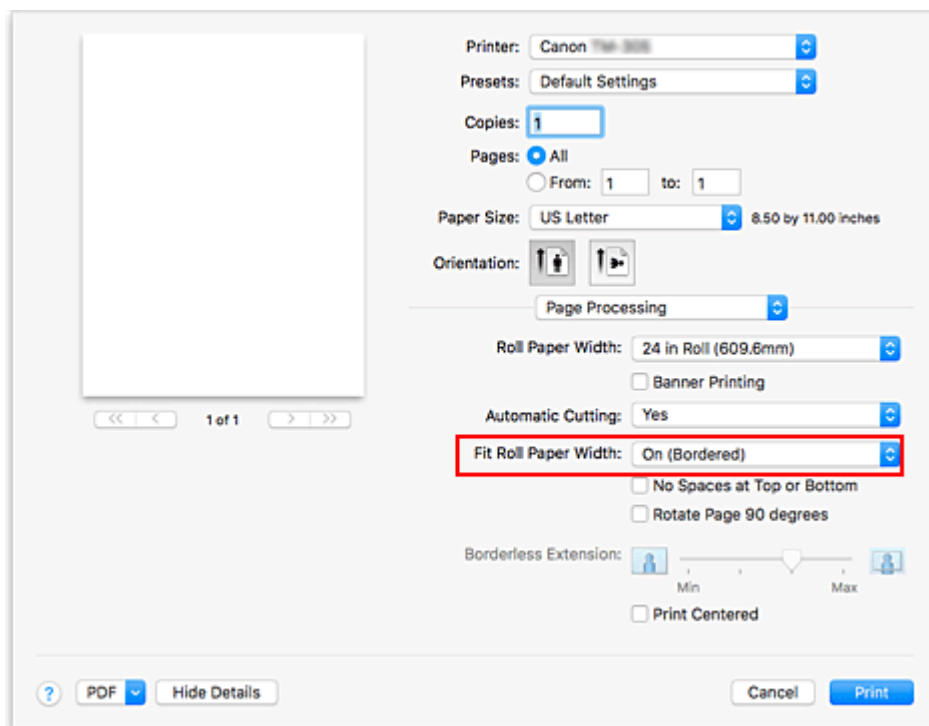 Printer: Canon
Presets: Default Settings
Copies: 1
Pages: All
From: 1 to: 1
Paper Size: US Letter 8.50 by 11.00 inches
Orientation:
Page Processing
Roll Paper Width: 24 in Roll (609.6mm)
Banner Printing
<< < 1 of 1 > >>
Automatic Cutting: Yes
Fit Roll Paper Width: On (Bordered)
No Spaces at Top or Bottom
Rotate Page 90 degrees
Borderless Extension:
Min Max
Print Centered
? PDF Hide Details Cancel Print